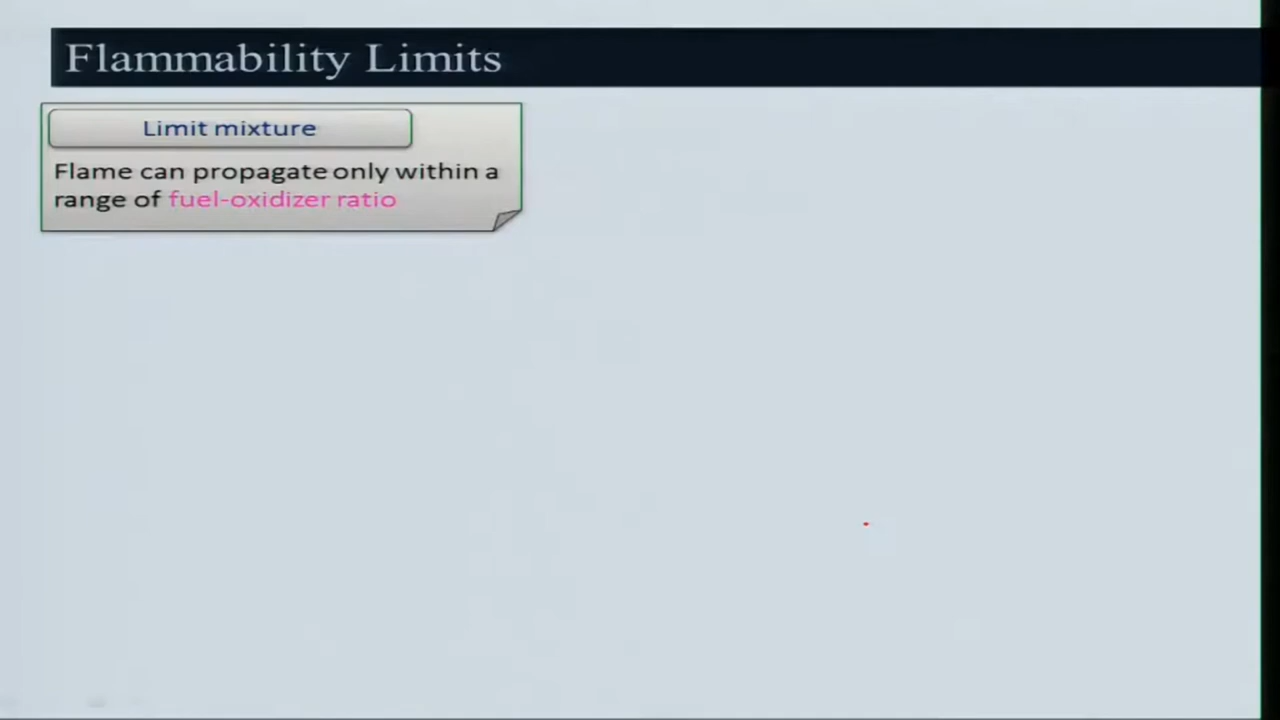 Flammability Limits
Limit mixture
Flame can propagate only within a
range of fuel-oxidizer ratio